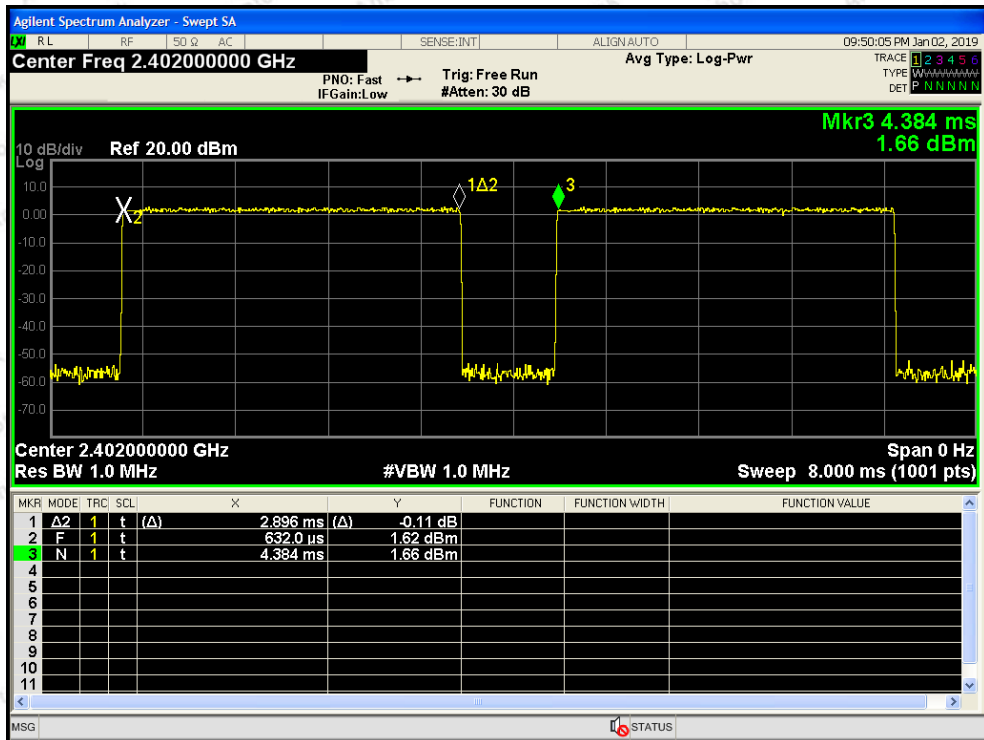 Agilent Spectrum Analyzer - Swept SA
LXI RL RF 50 Ω AC SENSE:INT ALIGN AUTO 09:50:05 PM Jan 02, 2019
Center Freq 2.402000000 GHz Avg Type: Log-Pwr TRACE 1 2 3 4 5 6
PNO: Fast Trig: Free Run TYPE WWWWWW
IFGain:Low #Atten: 30 dB DET P N N N N N
Mkr3 4.384 ms
10 dB/div Ref 20.00 dBm 1.66 dBm
Log
10.0
1Δ2
3
0.00
2
-10.0
-20.0
-30.0
-40.0
-50.0
-60.0
-70.0
Center 2.402000000 GHz Span 0 Hz
Res BW 1.0 MHz #VBW 1.0 MHz Sweep 8.000 ms (1001 pts)
MKR MODE TRC SCL X Y FUNCTION FUNCTION WIDTH FUNCTION VALUE
1 Δ2 1 t (Δ) 2.896 ms (Δ) -0.11 dB
2 F 1 t 632.0 µs 1.62 dBm
3 N 1 t 4.384 ms 1.66 dBm
4
5
6
7
8
9
10
11
MSG STATUS